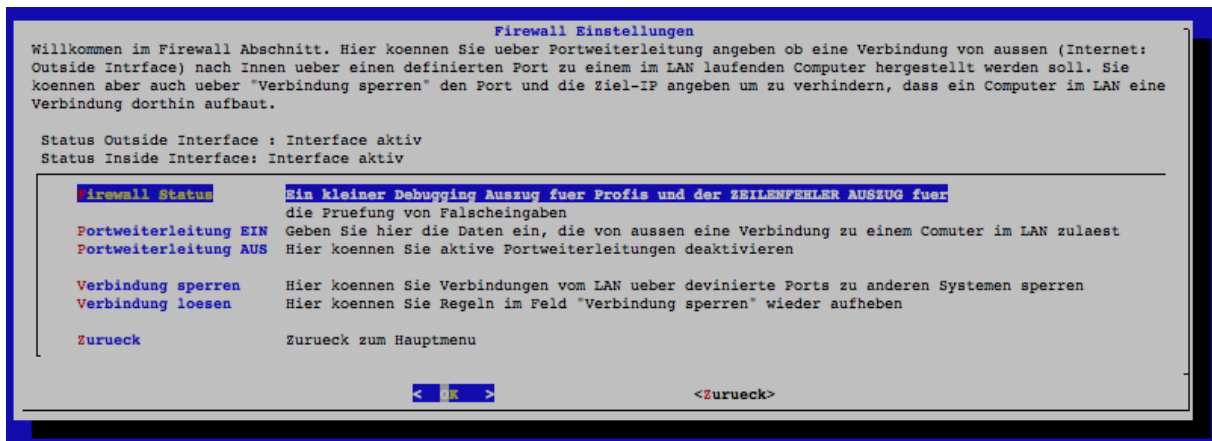 Firewall Einstellungen
Willkommen im Firewall Abschnitt. Hier koennen Sie ueber Portweiterleitung angeben ob eine Verbindung von aussen (Internet:
Outside Intrface) nach Innen ueber einen definierten Port zu einem im LAN laufenden Computer hergestellt werden soll. Sie
koennen aber auch ueber "Verbindung sperren" den Port und die Ziel-IP angeben um zu verhindern, dass ein Computer im LAN eine
Verbindung dorthin aufbaut.
Status Outside Interface : Interface aktiv
Status Inside Interface: Interface aktiv
Firewall Status Ein kleiner Debugging Auszug fuer Profis und der ZEILENFEHLER AUSZUG fuer
die Pruefung von Falscheingaben
Portweiterleitung EIN Geben Sie hier die Daten ein, die von aussen eine Verbindung zu einem Comuter im LAN zulaest
Portweiterleitung AUS Hier koennen Sie aktive Portweiterleitungen deaktivieren
Verbindung sperren Hier koennen Sie Verbindungen vom LAN ueber devinierte Ports zu anderen Systemen sperren
Verbindung loesen Hier koennen Sie Regeln im Feld "Verbindung sperren" wieder aufheben
Zurueck Zurueck zum Hauptmenu
< OK > <Zurueck>